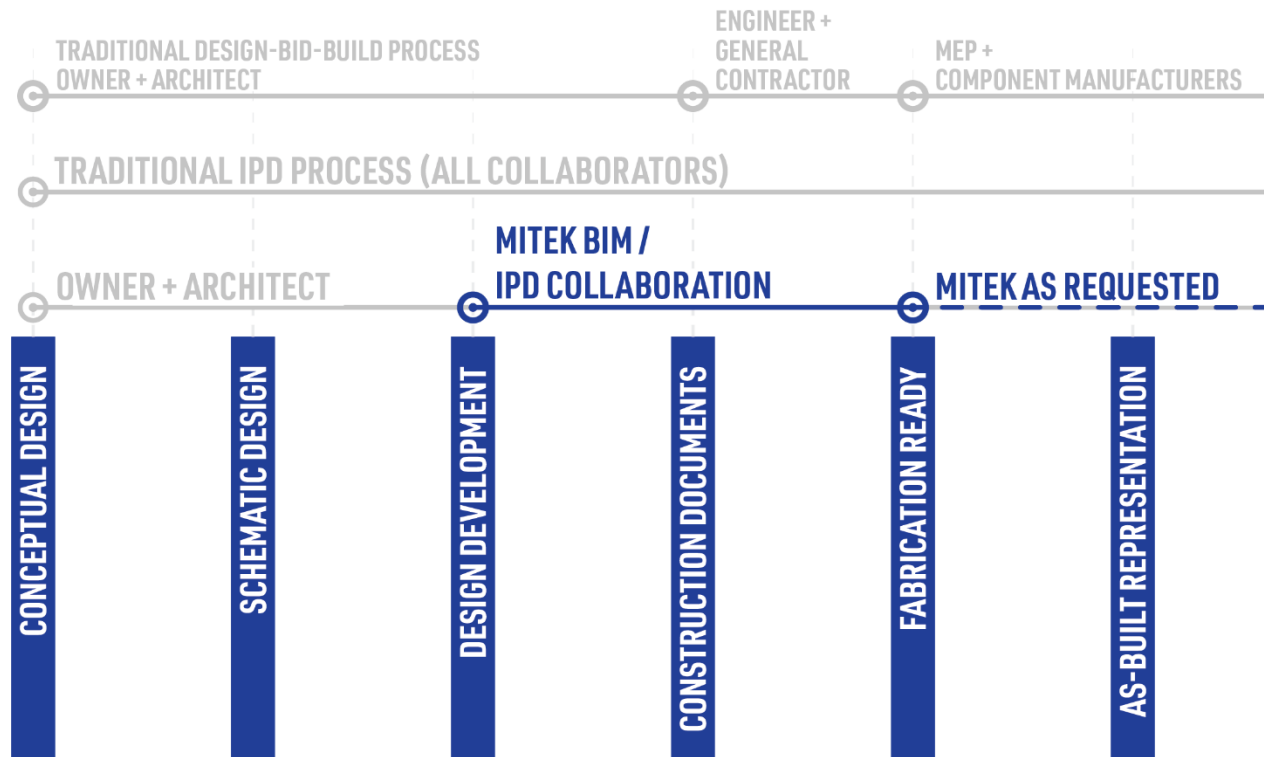 TRADITIONAL DESIGN-BID-BUILD PROCESS
OWNER + ARCHITECT
ENGINEER +
GENERAL
CONTRACTOR
MEP +
COMPONENT MANUFACTURERS
TRADITIONAL IPD PROCESS (ALL COLLABORATORS)
OWNER + ARCHITECT
MITEK BIM /
IPD COLLABORATION
MITEK AS REQUESTED
CONCEPTUAL DESIGN
SCHEMATIC DESIGN
DESIGN DEVELOPMENT
CONSTRUCTION DOCUMENTS
FABRICATION READY
AS-BUILT REPRESENTATION